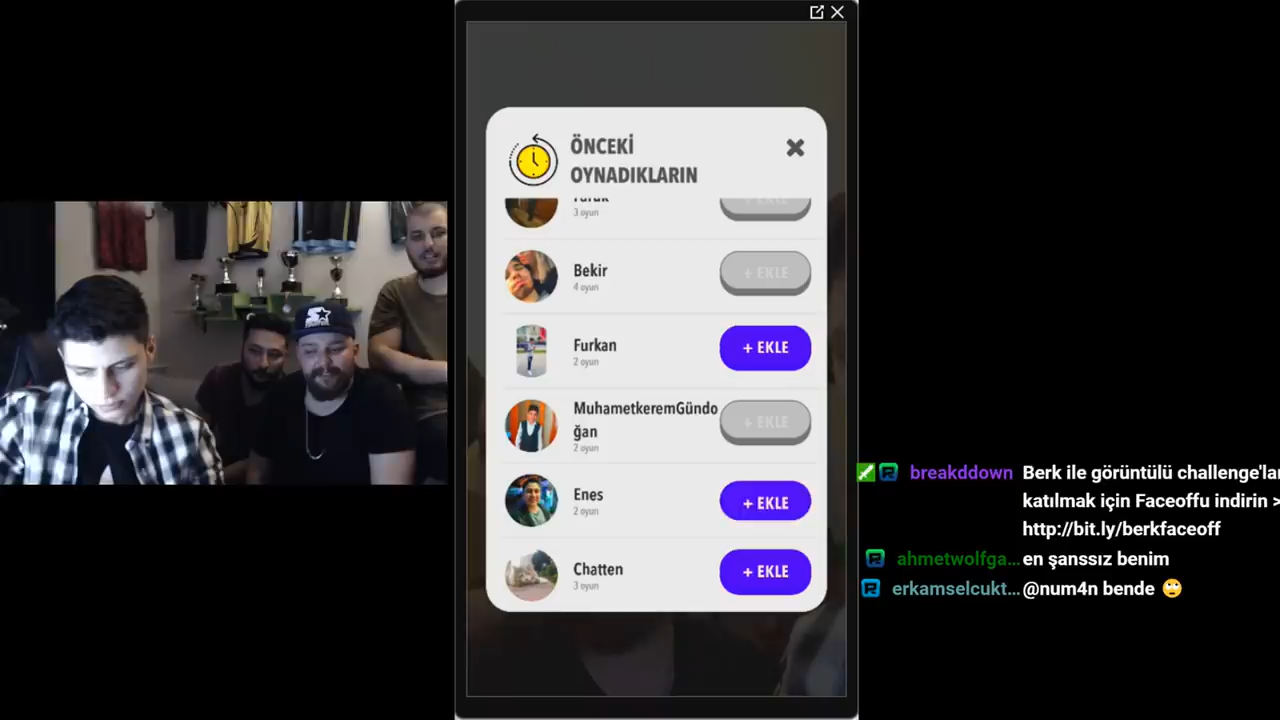 ÖNCEKİ
OYNADIKLARIN
Faruk
3 oyun
+ EKLE
Bekir
4 oyun
+ EKLE
Furkan
2 oyun
+ EKLE
MuhametkeremGündo
ğan
2 oyun
+ EKLE
Enes
2 oyun
+ EKLE
Chatten
3 oyun
+ EKLE
breakddown Berk ile görüntülü challenge'lar
katılmak için Faceoffu indirin >
http://bit.ly/berkfaceoff
ahmetwolfga... en şanssız benim
erkamselcukt... @num4n bende 🙄